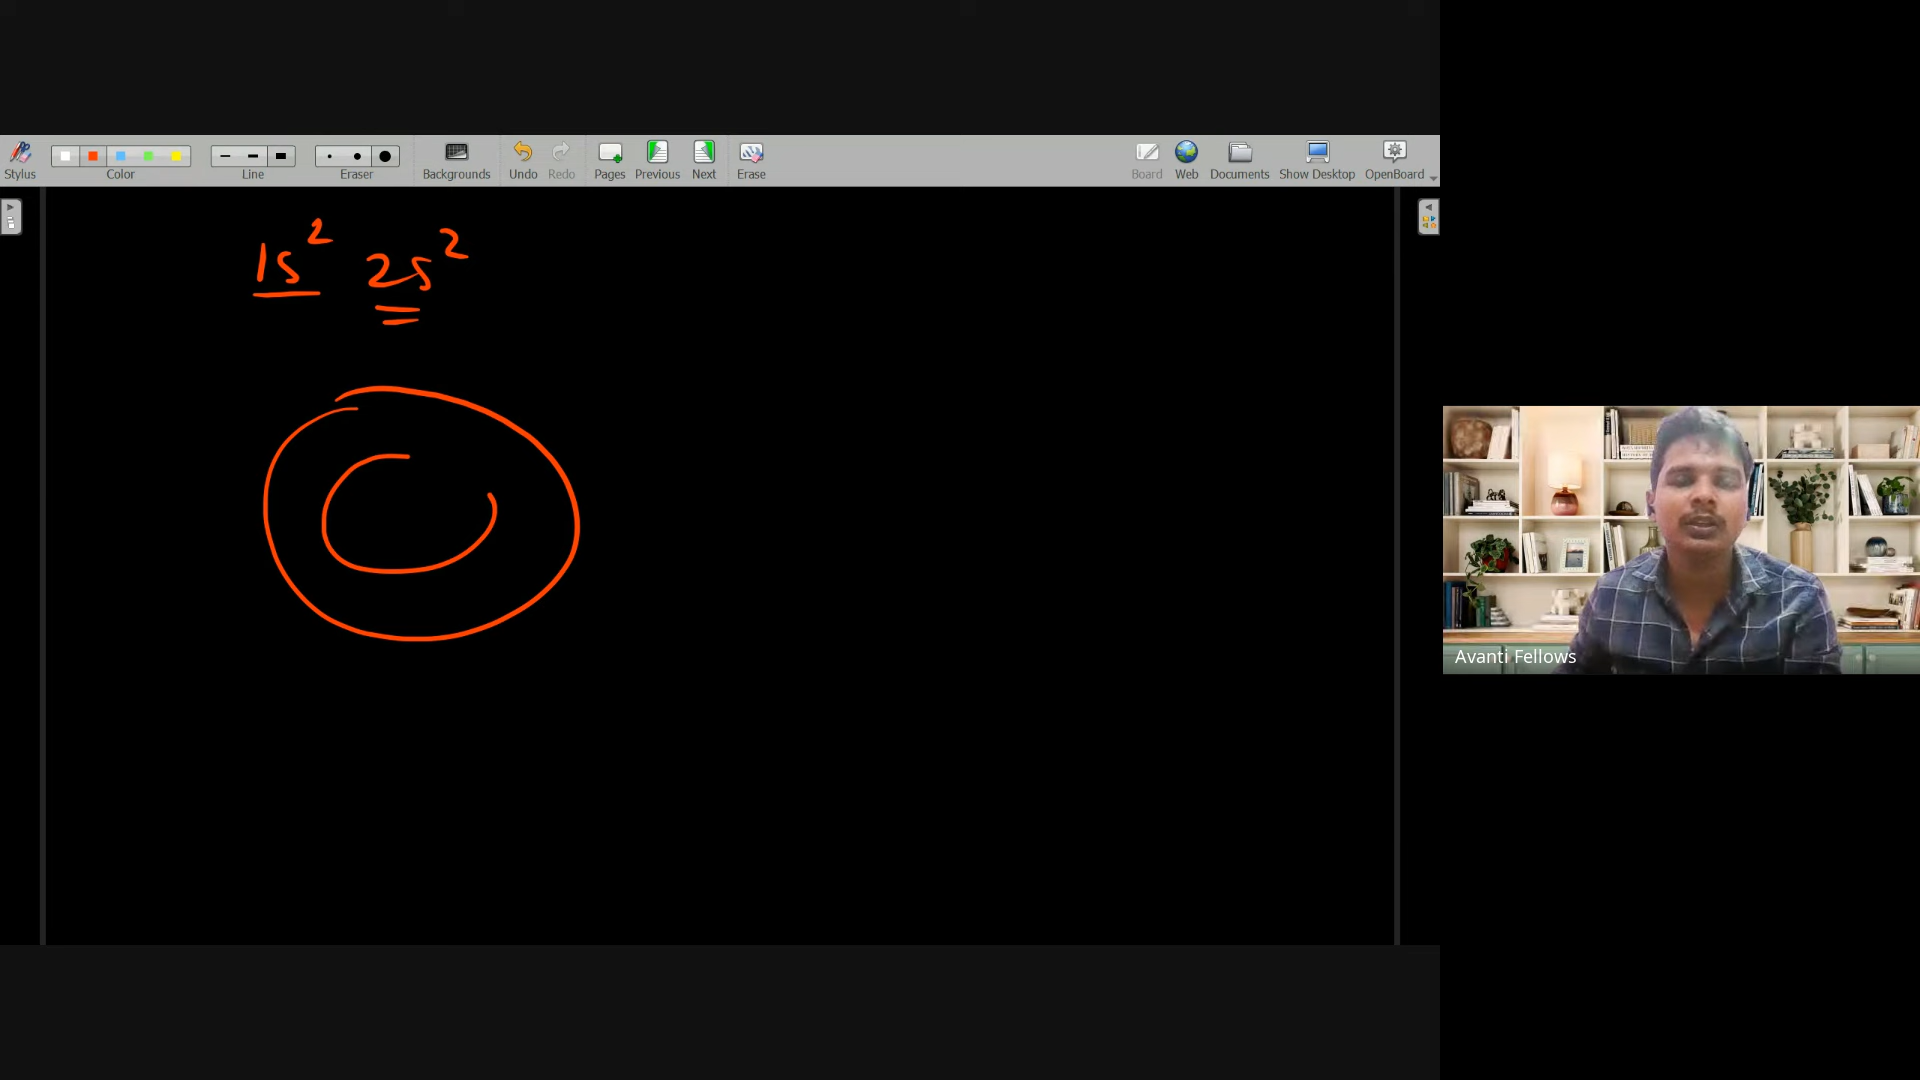 Stylus Color Line Eraser Backgrounds Undo Redo Pages Previous Next Erase Board Web Documents Show Desktop OpenBoard
1s² 2s²
Avanti Fellows